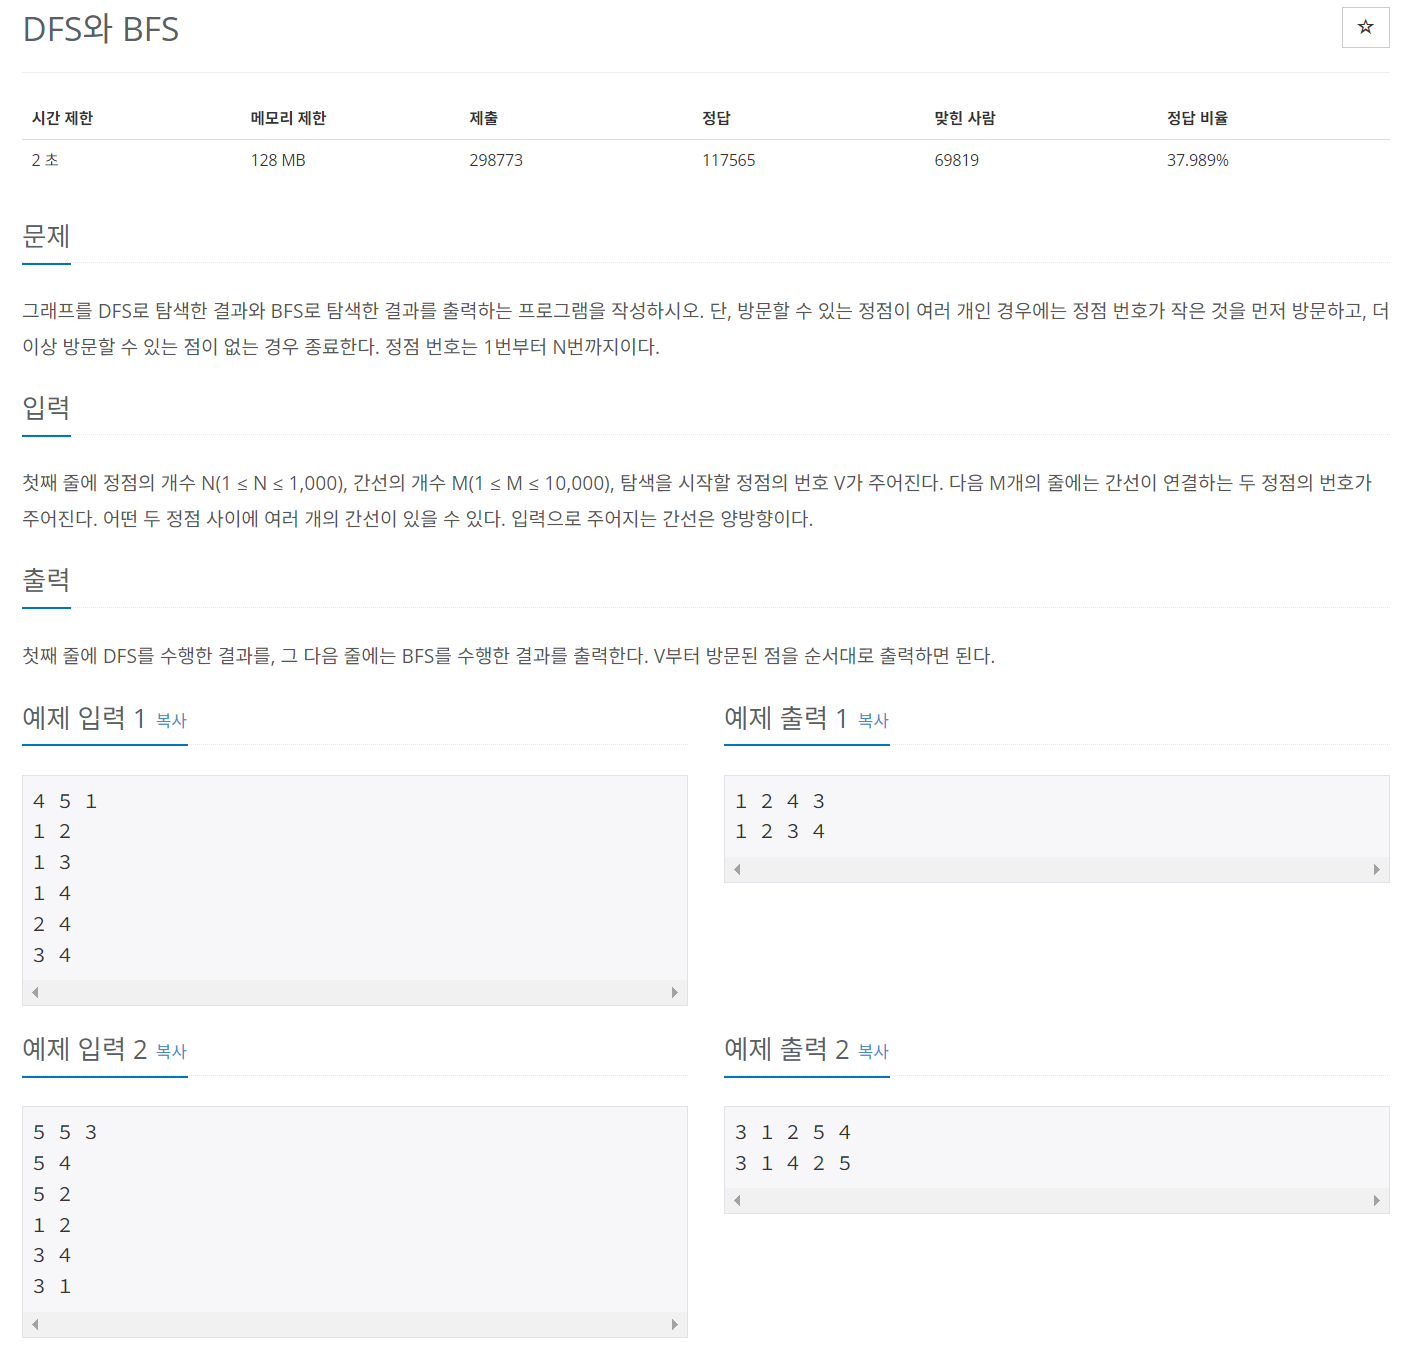 DFS와 BFS
☆
시간 제한 메모리 제한 제출 정답 맞힌 사람 정답 비율
2 초 128 MB 298773 117565 69819 37.989%
문제
그래프를 DFS로 탐색한 결과와 BFS로 탐색한 결과를 출력하는 프로그램을 작성하시오. 단, 방문할 수 있는 정점이 여러 개인 경우에는 정점 번호가 작은 것을 먼저 방문하고, 더
이상 방문할 수 있는 점이 없는 경우 종료한다. 정점 번호는 1번부터 N번까지이다.
입력
첫째 줄에 정점의 개수 N(1 ≤ N ≤ 1,000), 간선의 개수 M(1 ≤ M ≤ 10,000), 탐색을 시작할 정점의 번호 V가 주어진다. 다음 M개의 줄에는 간선이 연결하는 두 정점의 번호가
주어진다. 어떤 두 정점 사이에 여러 개의 간선이 있을 수 있다. 입력으로 주어지는 간선은 양방향이다.
출력
첫째 줄에 DFS를 수행한 결과를, 그 다음 줄에는 BFS를 수행한 결과를 출력한다. V부터 방문된 점을 순서대로 출력하면 된다.
예제 입력 1 복사
4 5 1
1 2
1 3
1 4
2 4
3 4
예제 출력 1 복사
1 2 4 3
1 2 3 4
예제 입력 2 복사
5 5 3
5 4
5 2
1 2
3 4
3 1
예제 출력 2 복사
3 1 2 5 4
3 1 4 2 5